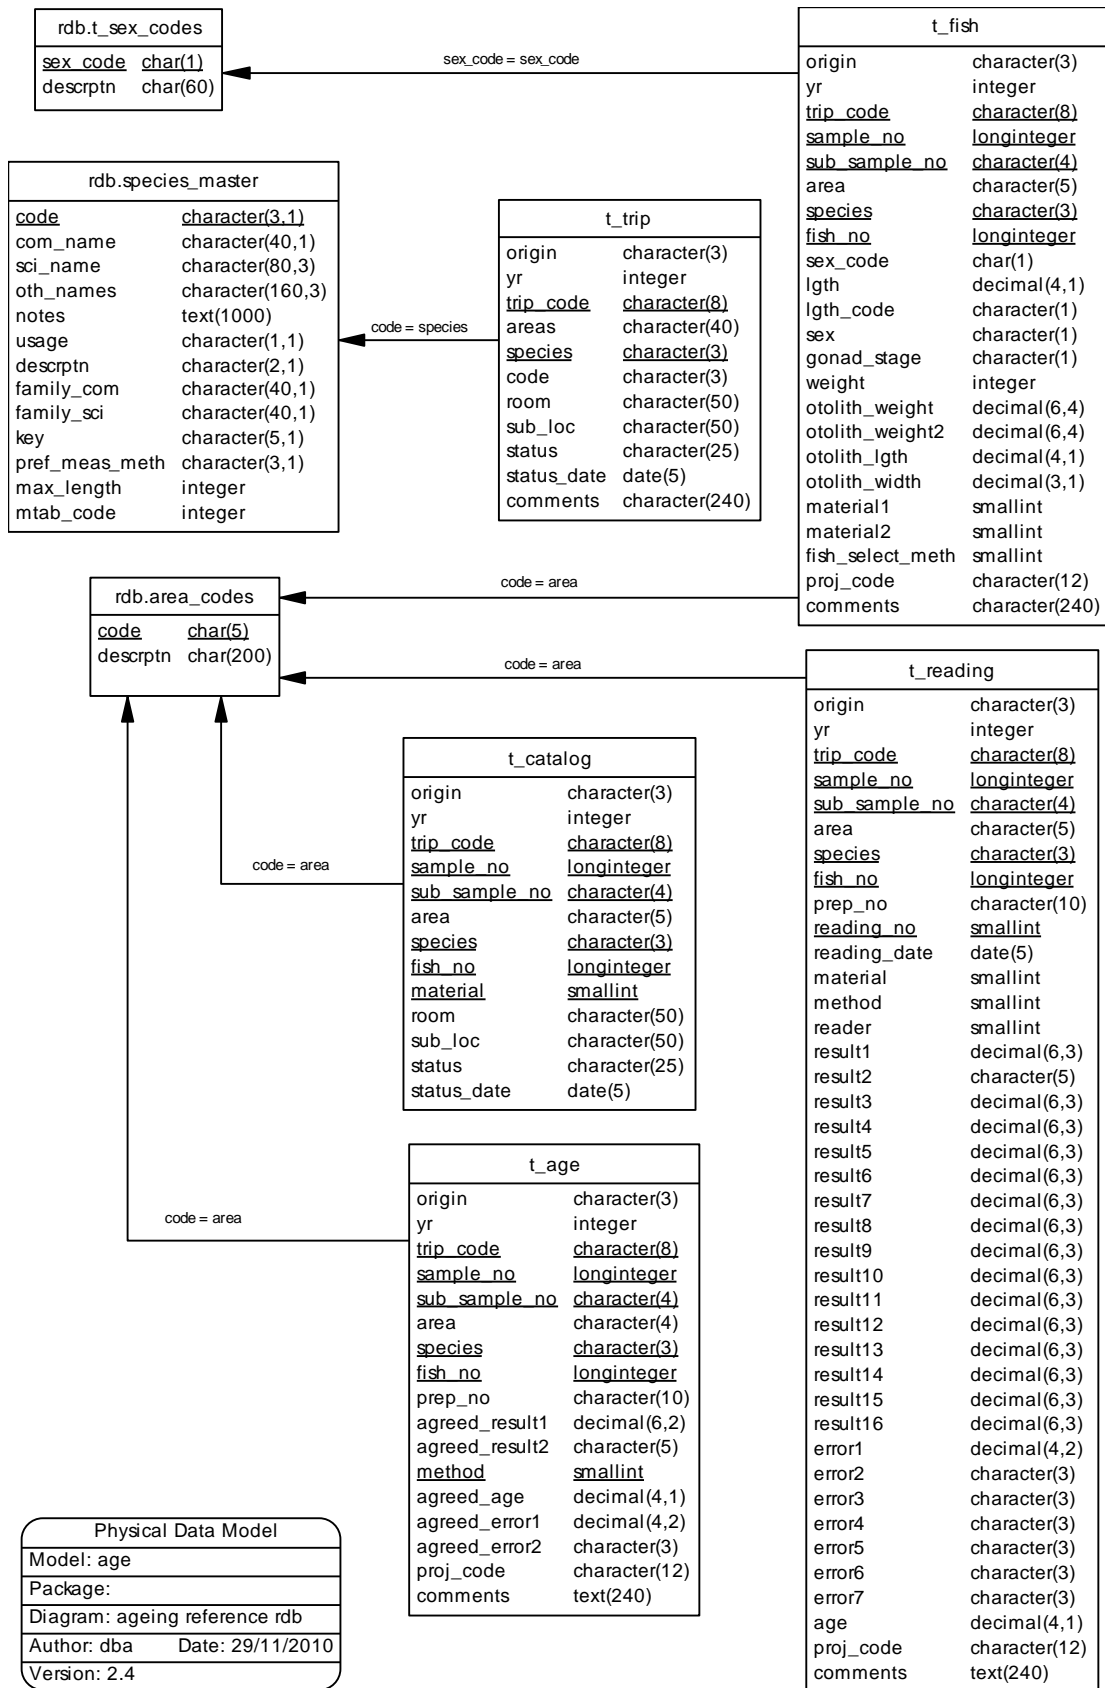 rdb.t_sex_codes
sex_code char(1)
descrptn char(60)
sex_code = sex_code
t_fish
origin character(3)
yr integer
trip_code character(8)
sample_no longinteger
sub_sample_no character(4)
area character(5)
species character(3)
fish_no longinteger
sex_code char(1)
lgth decimal(4,1)
lgth_code character(1)
sex character(1)
gonad_stage character(1)
weight integer
otolith_weight decimal(6,4)
otolith_weight2 decimal(6,4)
otolith_lgth decimal(4,1)
otolith_width decimal(3,1)
material1 smallint
material2 smallint
fish_select_meth smallint
proj_code character(12)
comments character(240)
rdb.species_master
code character(3,1)
com_name character(40,1)
sci_name character(80,3)
oth_names character(160,3)
notes text(1000)
usage character(1,1)
descrptn character(2,1)
family_com character(40,1)
family_sci character(40,1)
key character(5,1)
pref_meas_meth character(3,1)
max_length integer
mtab_code integer
code = species
t_trip
origin character(3)
yr integer
trip_code character(8)
areas character(40)
species character(3)
code character(3)
room character(50)
sub_loc character(50)
status character(25)
status_date date(5)
comments character(240)
rdb.area_codes
code char(5)
descrptn char(200)
code = area
code = area
t_reading
origin character(3)
yr integer
trip_code character(8)
sample_no longinteger
sub_sample_no character(4)
area character(5)
species character(3)
fish_no longinteger
prep_no character(10)
reading_no smallint
reading_date date(5)
material smallint
method smallint
reader smallint
result1 decimal(6,3)
result2 character(5)
result3 decimal(6,3)
result4 decimal(6,3)
result5 decimal(6,3)
result6 decimal(6,3)
result7 decimal(6,3)
result8 decimal(6,3)
result9 decimal(6,3)
result10 decimal(6,3)
result11 decimal(6,3)
result12 decimal(6,3)
result13 decimal(6,3)
result14 decimal(6,3)
result15 decimal(6,3)
result16 decimal(6,3)
error1 decimal(4,2)
error2 character(3)
error3 character(3)
error4 character(3)
error5 character(3)
error6 character(3)
error7 character(3)
age decimal(4,1)
proj_code character(12)
comments text(240)
code = area
t_catalog
origin character(3)
yr integer
trip_code character(8)
sample_no longinteger
sub_sample_no character(4)
area character(5)
species character(3)
fish_no longinteger
material smallint
room character(50)
sub_loc character(50)
status character(25)
status_date date(5)
code = area
t_age
origin character(3)
yr integer
trip_code character(8)
sample_no longinteger
sub_sample_no character(4)
area character(4)
species character(3)
fish_no longinteger
prep_no character(10)
agreed_result1 decimal(6,2)
agreed_result2 character(5)
method smallint
agreed_age decimal(4,1)
agreed_error1 decimal(4,2)
agreed_error2 character(3)
proj_code character(12)
comments text(240)
Physical Data Model
Model: age
Package:
Diagram: ageing reference rdb
Author: dba Date: 29/11/2010
Version: 2.4